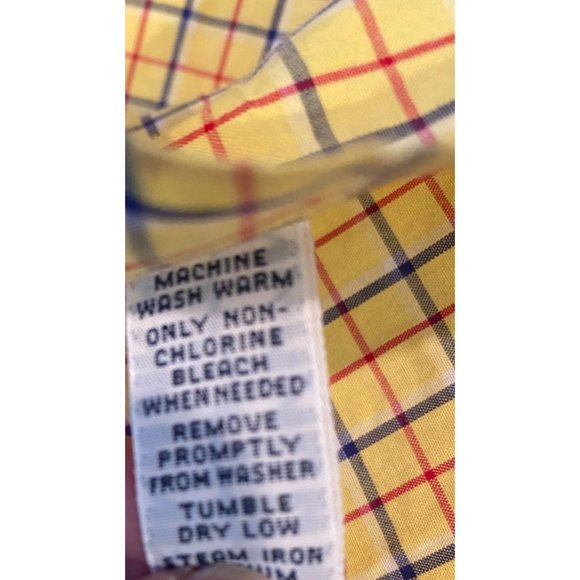 MACHINE
WASH WARM
ONLY NON-
CHLORINE
BLEACH
WHEN NEEDED
REMOVE
PROMPTLY
FROM WASHER
TUMBLE
DRY LOW
STEAM IRON